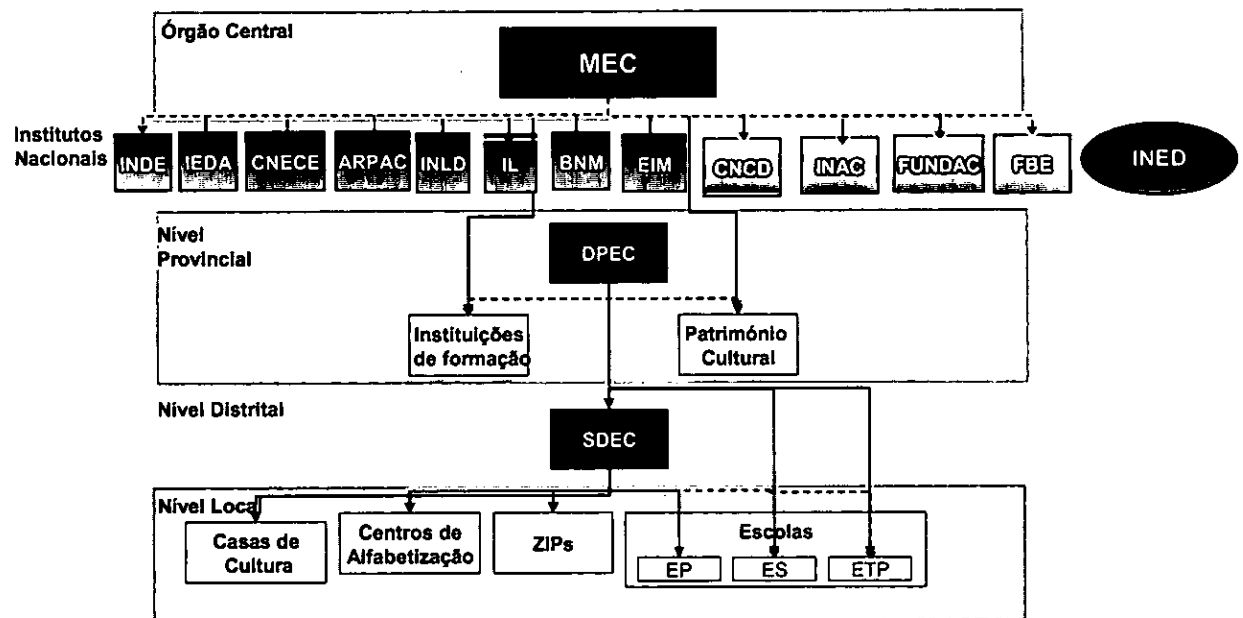 Órgão Central
MEC
Institutos
Nacionais
INDE
IEDA
CNECE
ARPAC
INLD
IL
BNM
EIM
CNCD
INAC
FUNDAC
FBE
INED
Nível
Provincial
DPEC
Instituições
de formação
Património
Cultural
Nível Distrital
SDEC
Nível Local
Casas de
Cultura
Centros de
Alfabetização
ZIPs
Escolas
EP
ES
ETP